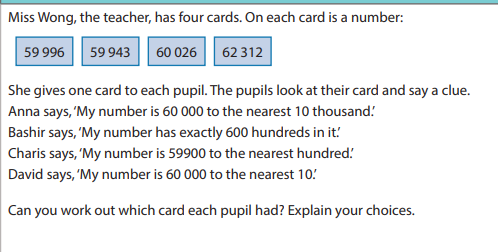 Miss Wong, the teacher, has four cards. On each card is a number:
59 996 59 943 60 026 62 312
She gives one card to each pupil. The pupils look at their card and say a clue.
Anna says, ‘My number is 60 000 to the nearest 10 thousand.’
Bashir says, ‘My number has exactly 600 hundreds in it.’
Charis says, ‘My number is 59900 to the nearest hundred.’
David says, ‘My number is 60 000 to the nearest 10.’
Can you work out which card each pupil had? Explain your choices.